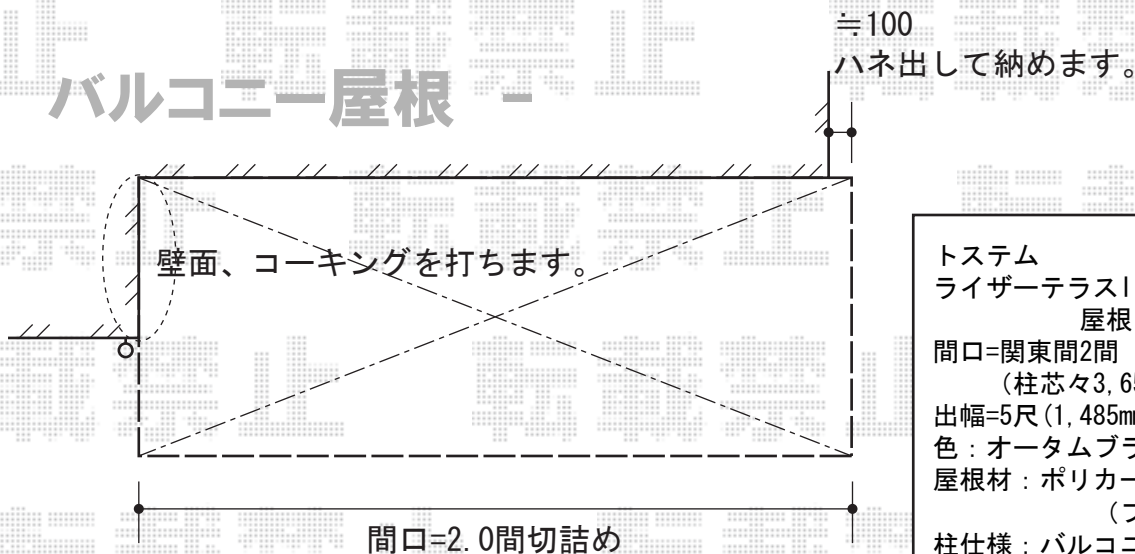 ≒100
ハネ出して納めます。
バルコニー屋根 -
壁面、コーキングを打ちます。
間口=2.0間切詰め
トステム
ライザーテラスI
屋根
間口=関東間2間
(柱芯々3,65
出幅=5尺(1,485mm
色：オータムブラ
屋根材：ポリカー
(フ
柱仕様：バルコニ
転載禁止